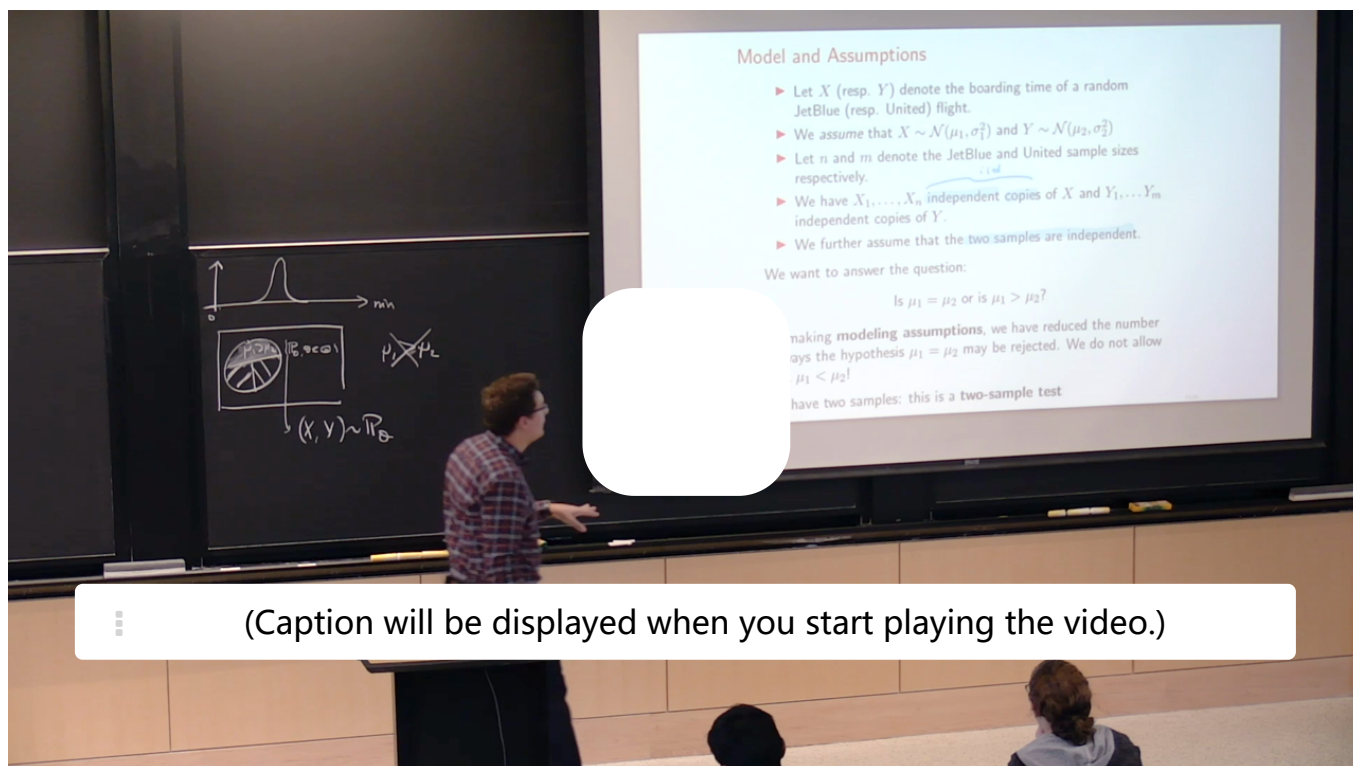 Model and Assumptions
▶ Let X (resp. Y) denote the boarding time of a random
JetBlue (resp. United) flight.
▶ We assume that X ∼ N(μ₁, σ₁²) and Y ∼ N(μ₂, σ₂²)
▶ Let n and m denote the JetBlue and United sample sizes
respectively.
iid
▶ We have X₁, . . . , Xₙ independent copies of X and Y₁, . . . Yₘ
independent copies of Y.
▶ We further assume that the two samples are independent.
We want to answer the question:
Is μ₁ = μ₂ or is μ₁ > μ₂?
making modeling assumptions, we have reduced the number
ays the hypothesis μ₁ = μ₂ may be rejected. We do not allow
μ₁ < μ₂!
have two samples: this is a two-sample test
min
0
μ₁ = μ₂
(X, Y) ~ ℙ_θ
(Caption will be displayed when you start playing the video.)